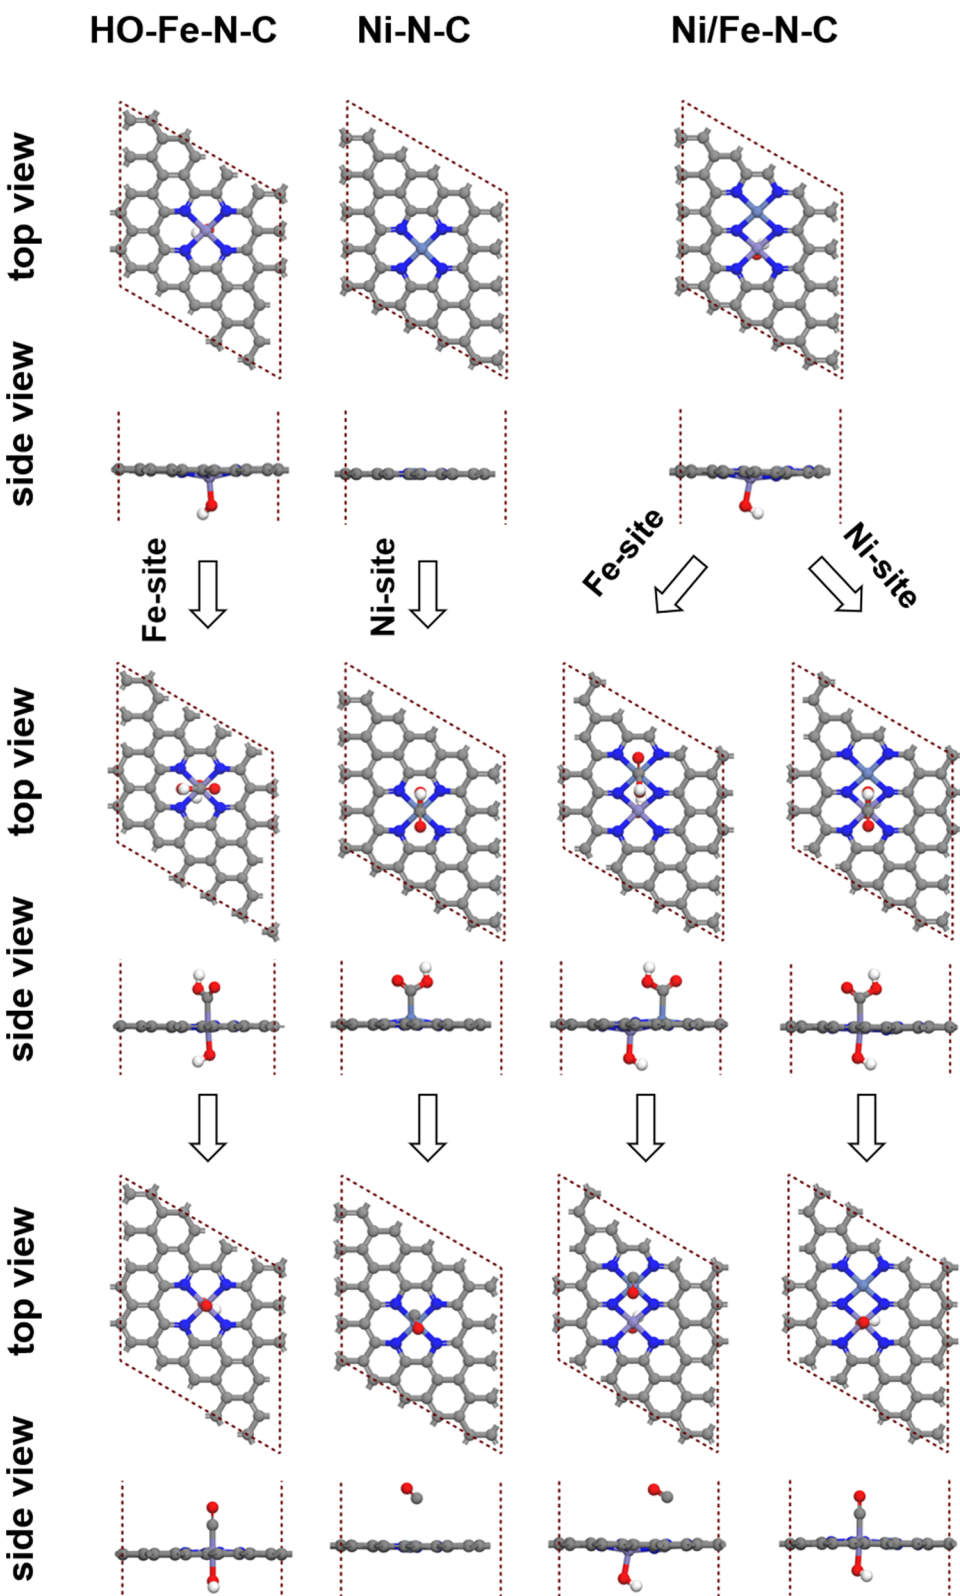 HO-Fe-N-C
Ni-N-C
Ni/Fe-N-C
top view
side view
Fe-site
Ni-site
Fe-site
Ni-site
top view
side view
top view
side view